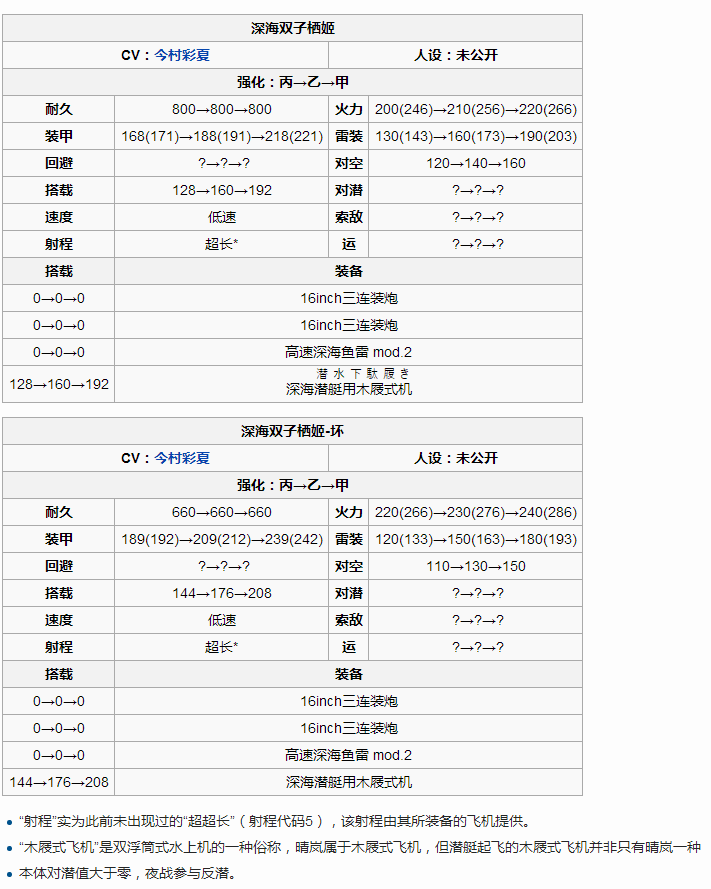 深海双子栖姬
CV：今村彩夏 人设：未公开
强化：丙→乙→甲
耐久 800→800→800 火力 200(246)→210(256)→220(266)
装甲 168(171)→188(191)→218(221) 雷装 130(143)→160(173)→190(203)
回避 ?→?→? 对空 120→140→160
搭载 128→160→192 对潜 ?→?→?
速度 低速 索敌 ?→?→?
射程 超长* 运 ?→?→?
搭载 装备
0→0→0 16inch三连装炮
0→0→0 16inch三连装炮
0→0→0 高速深海鱼雷 mod.2
潜水下駄履き
128→160→192 深海潜艇用木屐式机
深海双子栖姬-坏
CV：今村彩夏 人设：未公开
强化：丙→乙→甲
耐久 660→660→660 火力 220(266)→230(276)→240(286)
装甲 189(192)→209(212)→239(242) 雷装 120(133)→150(163)→180(193)
回避 ?→?→? 对空 110→130→150
搭载 144→176→208 对潜 ?→?→?
速度 低速 索敌 ?→?→?
射程 超长* 运 ?→?→?
搭载 装备
0→0→0 16inch三连装炮
0→0→0 16inch三连装炮
0→0→0 高速深海鱼雷 mod.2
144→176→208 深海潜艇用木屐式机
“射程”实为此前未出现过的“超超长”（射程代码5），该射程由其所装备的飞机提供。
“木屐式飞机”是双浮筒式水上机的一种俗称，晴岚属于木屐式飞机，但潜艇起飞的木屐式飞机并非只有晴岚一种
本体对潜值大于零，夜战参与反潜。